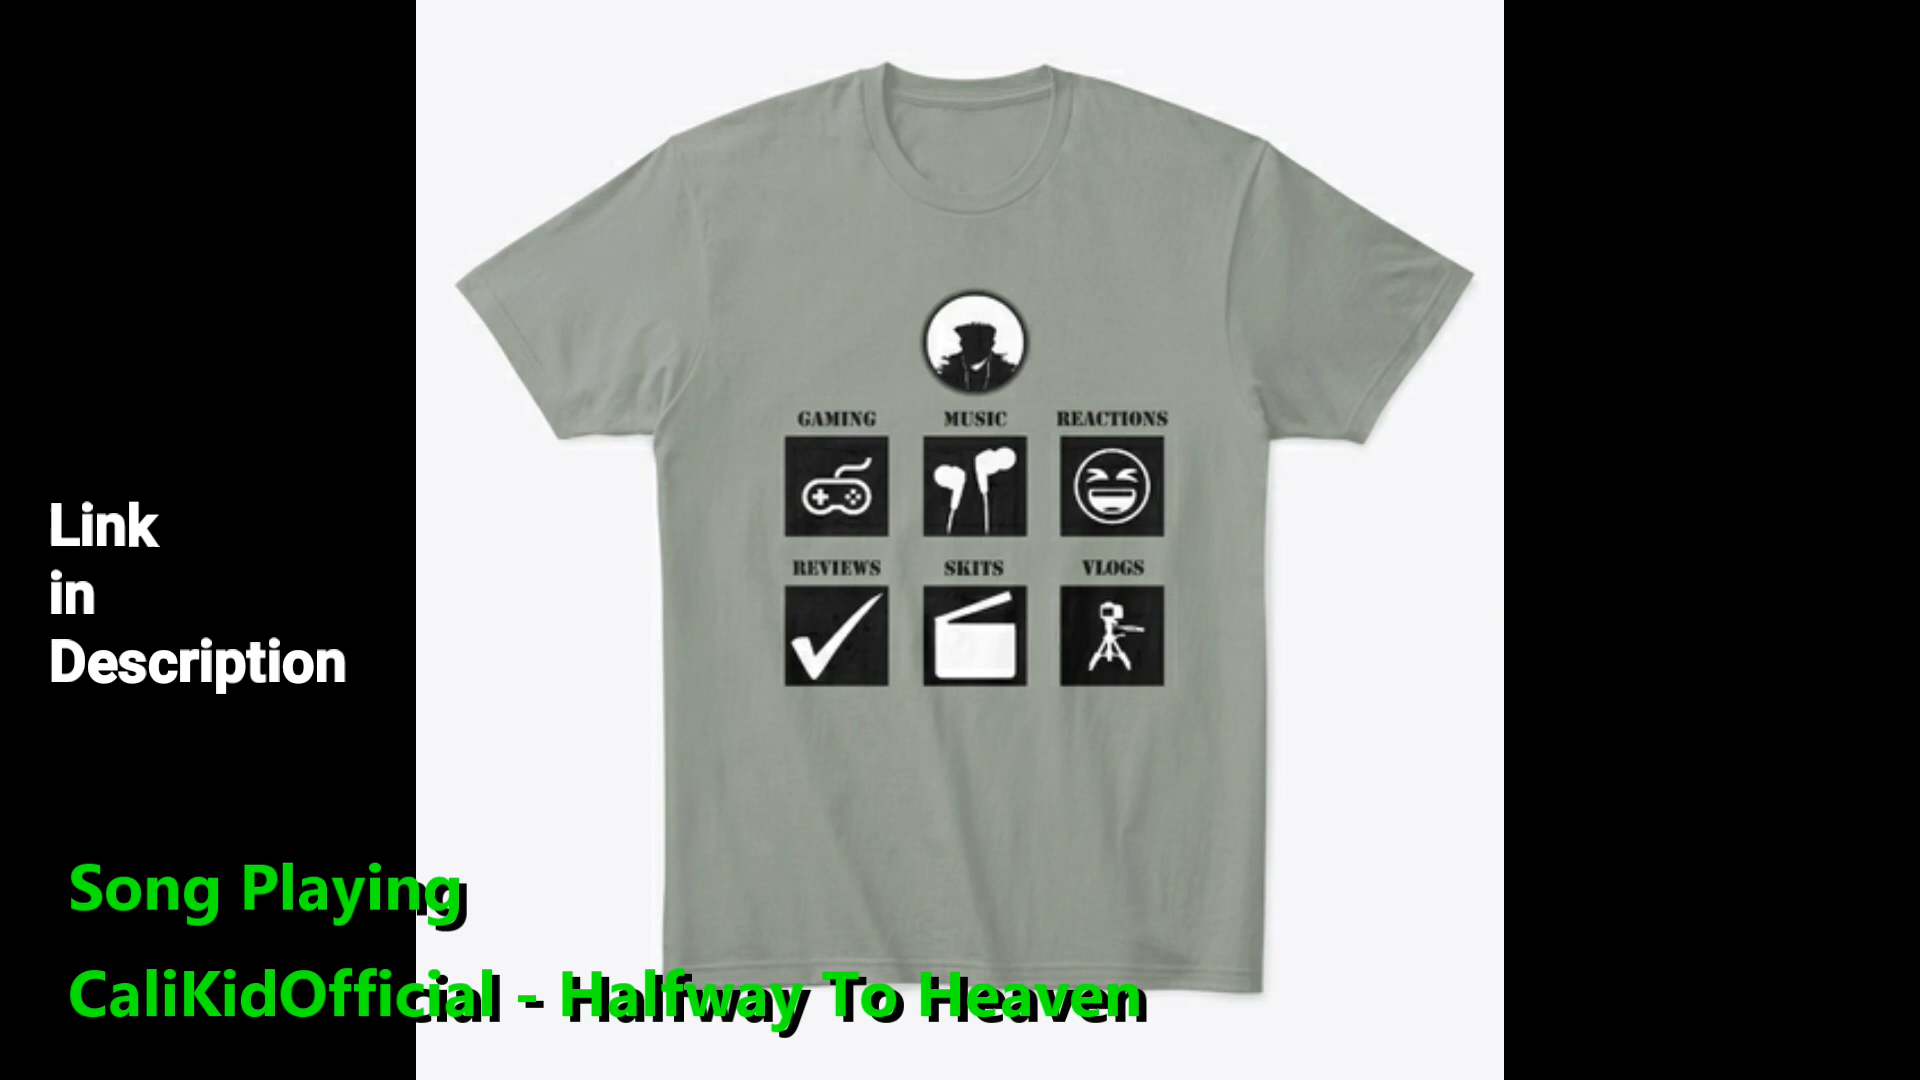 GAMING MUSIC REACTIONS
REVIEWS SKITS VLOGS
Link
in
Description
Song Playing
CaliKidOfficial - Halfway To Heaven